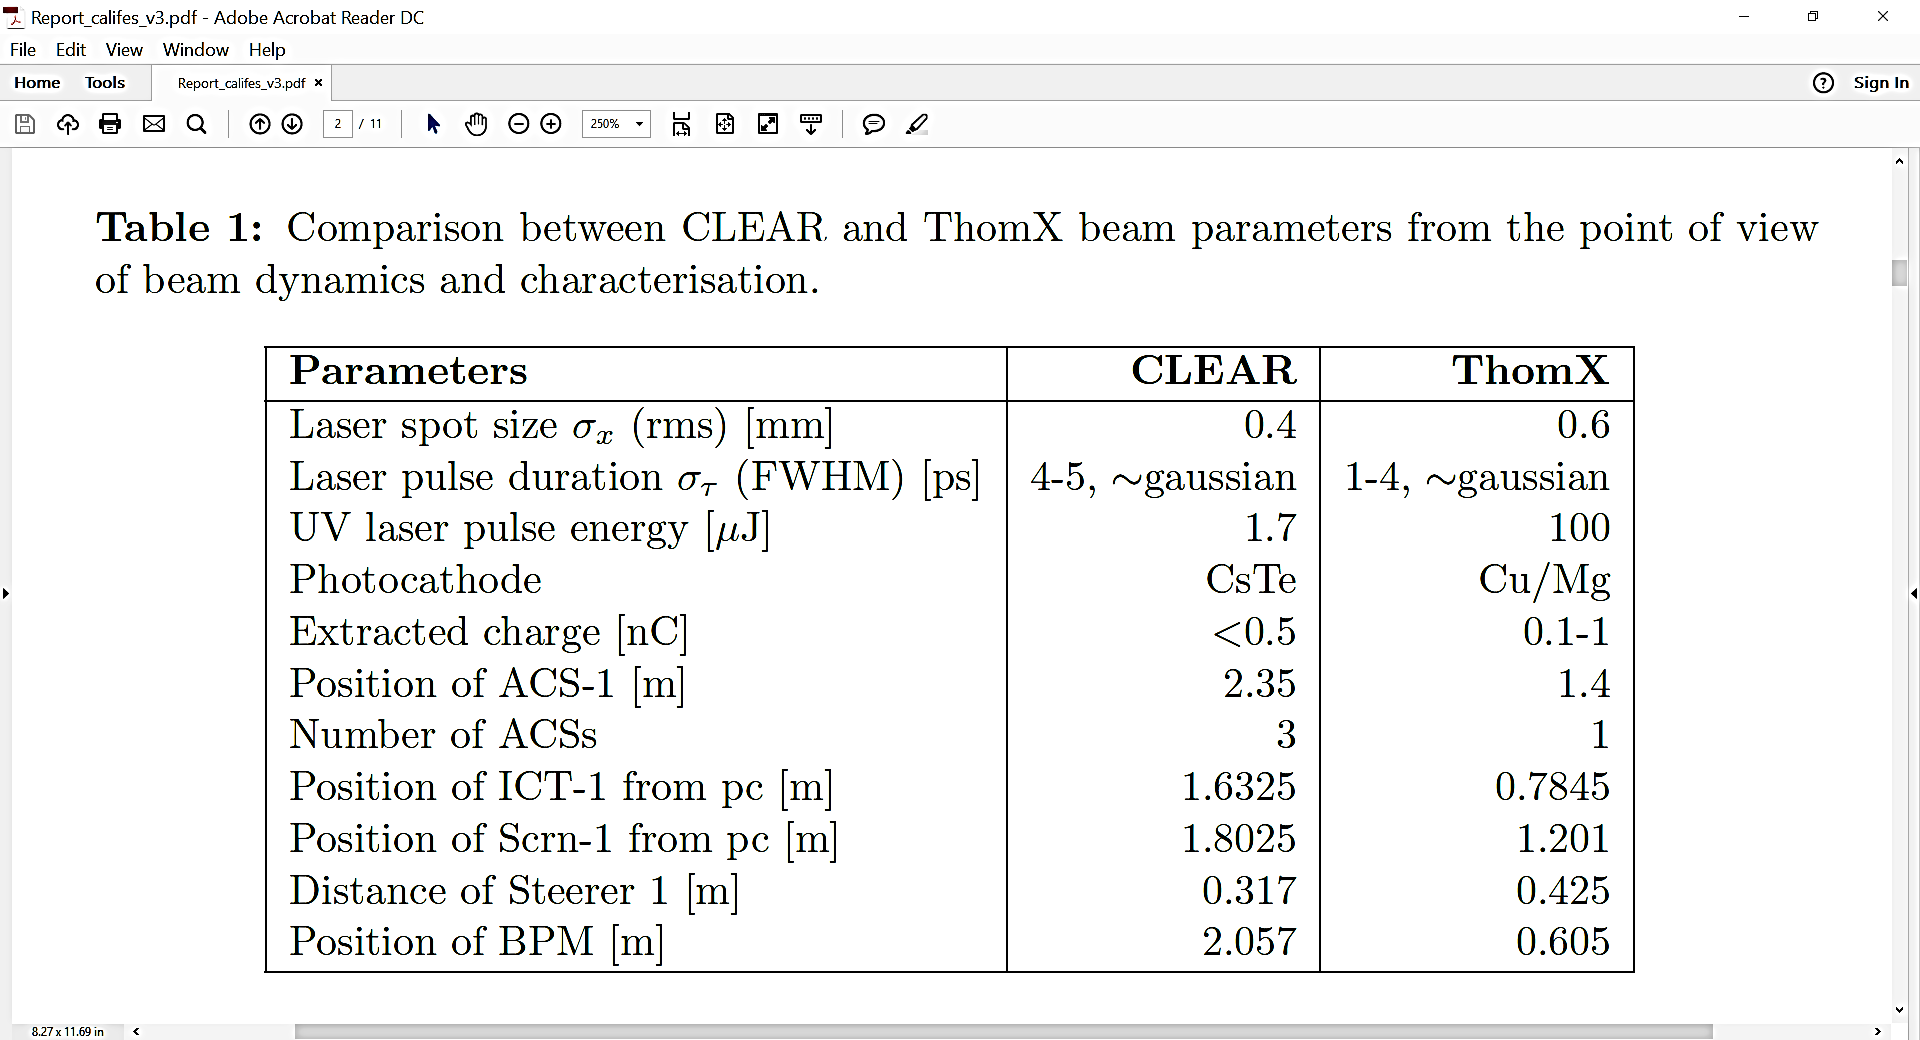 Report_califes_v3.pdf - Adobe Acrobat Reader DC
File Edit View Window Help
Home Tools Report_califes_v3.pdf × Sign In
2 / 11 250%
Table 1: Comparison between CLEAR and ThomX beam parameters from the point of view
of beam dynamics and characterisation.
Parameters CLEAR ThomX
Laser spot size σx (rms) [mm] 0.4 0.6
Laser pulse duration στ (FWHM) [ps] 4-5, ~gaussian 1-4, ~gaussian
UV laser pulse energy [μJ] 1.7 100
Photocathode CsTe Cu/Mg
Extracted charge [nC] <0.5 0.1-1
Position of ACS-1 [m] 2.35 1.4
Number of ACSs 3 1
Position of ICT-1 from pc [m] 1.6325 0.7845
Position of Scrn-1 from pc [m] 1.8025 1.201
Distance of Steerer 1 [m] 0.317 0.425
Position of BPM [m] 2.057 0.605
8.27 x 11.69 in